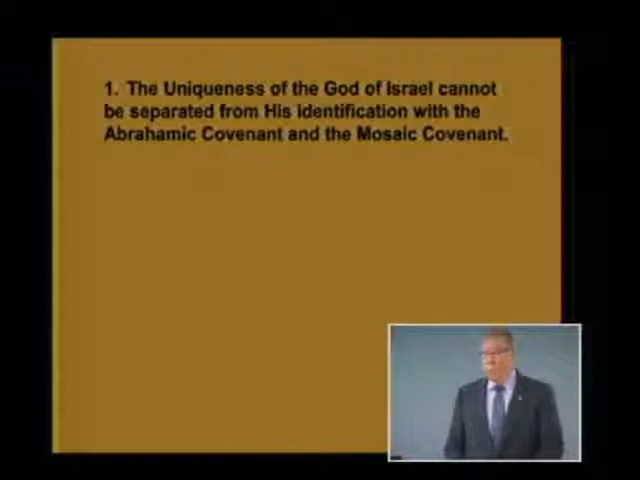 1. The Uniqueness of the God of Israel cannot
be separated from His identification with the
Abrahamic Covenant and the Mosaic Covenant.